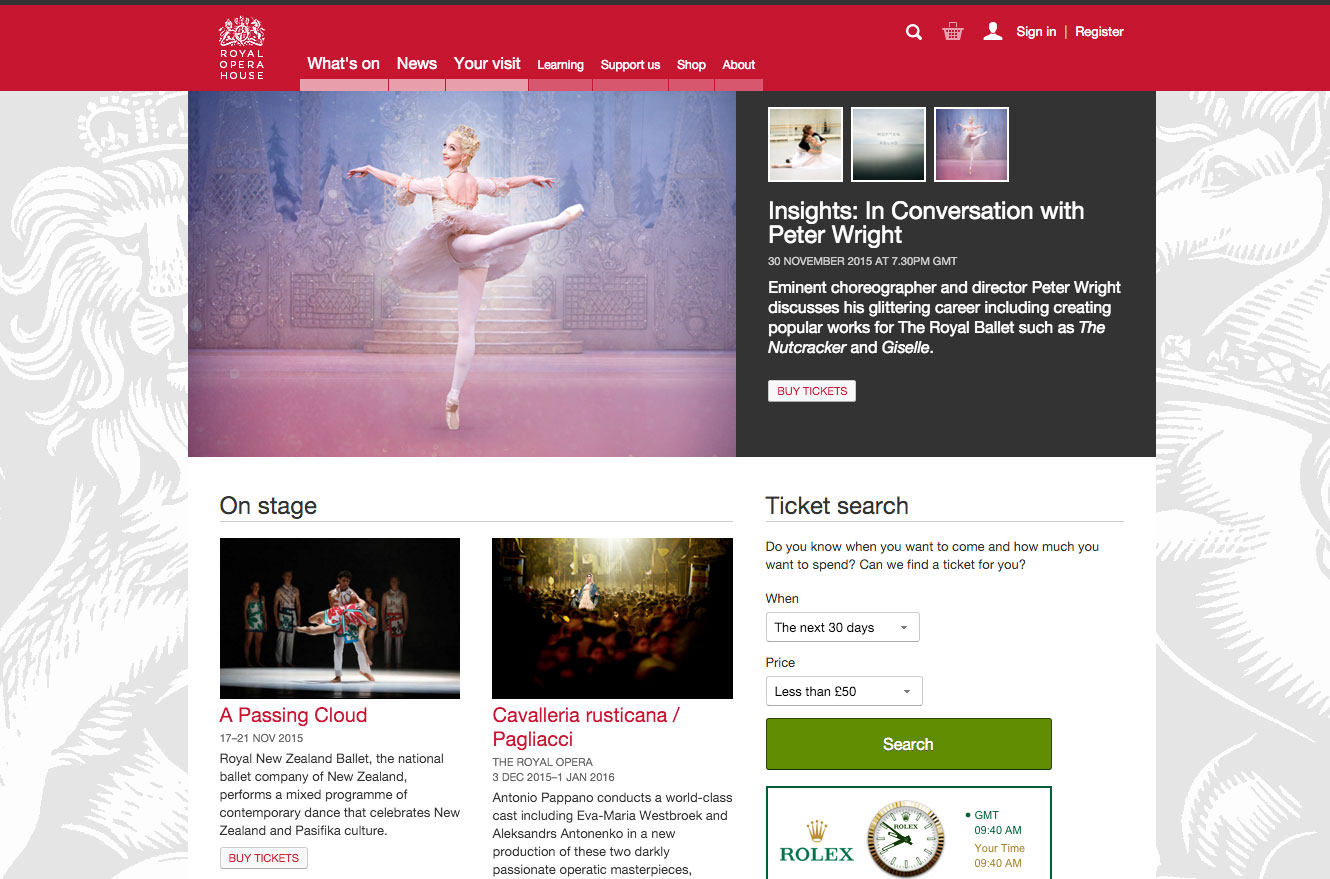 ROYAL
OPERA
HOUSE
What's on
News
Your visit
Learning
Support us
Shop
About
Sign in | Register
Insights: In Conversation with
Peter Wright
30 NOVEMBER 2015 AT 7.30PM GMT
Eminent choreographer and director Peter Wright
discusses his glittering career including creating
popular works for The Royal Ballet such as The
Nutcracker and Giselle.
BUY TICKETS
On stage
A Passing Cloud
17–21 NOV 2015
Royal New Zealand Ballet, the national
ballet company of New Zealand,
performs a mixed programme of
contemporary dance that celebrates New
Zealand and Pasifika culture.
BUY TICKETS
Cavalleria rusticana /
Pagliacci
THE ROYAL OPERA
3 DEC 2015–1 JAN 2016
Antonio Pappano conducts a world-class
cast including Eva-Maria Westbroek and
Aleksandrs Antonenko in a new
production of these two darkly
passionate operatic masterpieces,
Ticket search
Do you know when you want to come and how much you
want to spend? Can we find a ticket for you?
When
The next 30 days
Price
Less than £50
Search
ROLEX
ROLEX
GMT
09:40 AM
Your Time
09:40 AM